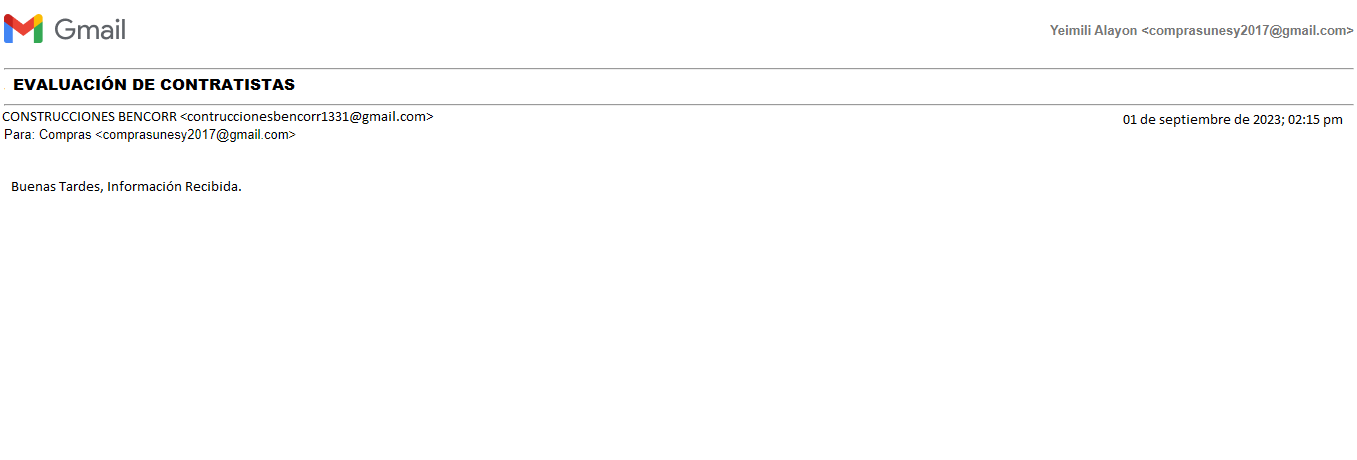 Gmail
Yeimili Alayon <comprasunesy2017@gmail.com>
EVALUACIÓN DE CONTRATISTAS
CONSTRUCCIONES BENCORR <contruccionesbencorr1331@gmail.com>
01 de septiembre de 2023; 02:15 pm
Para: Compras <comprasunesy2017@gmail.com>
Buenas Tardes, Información Recibida.